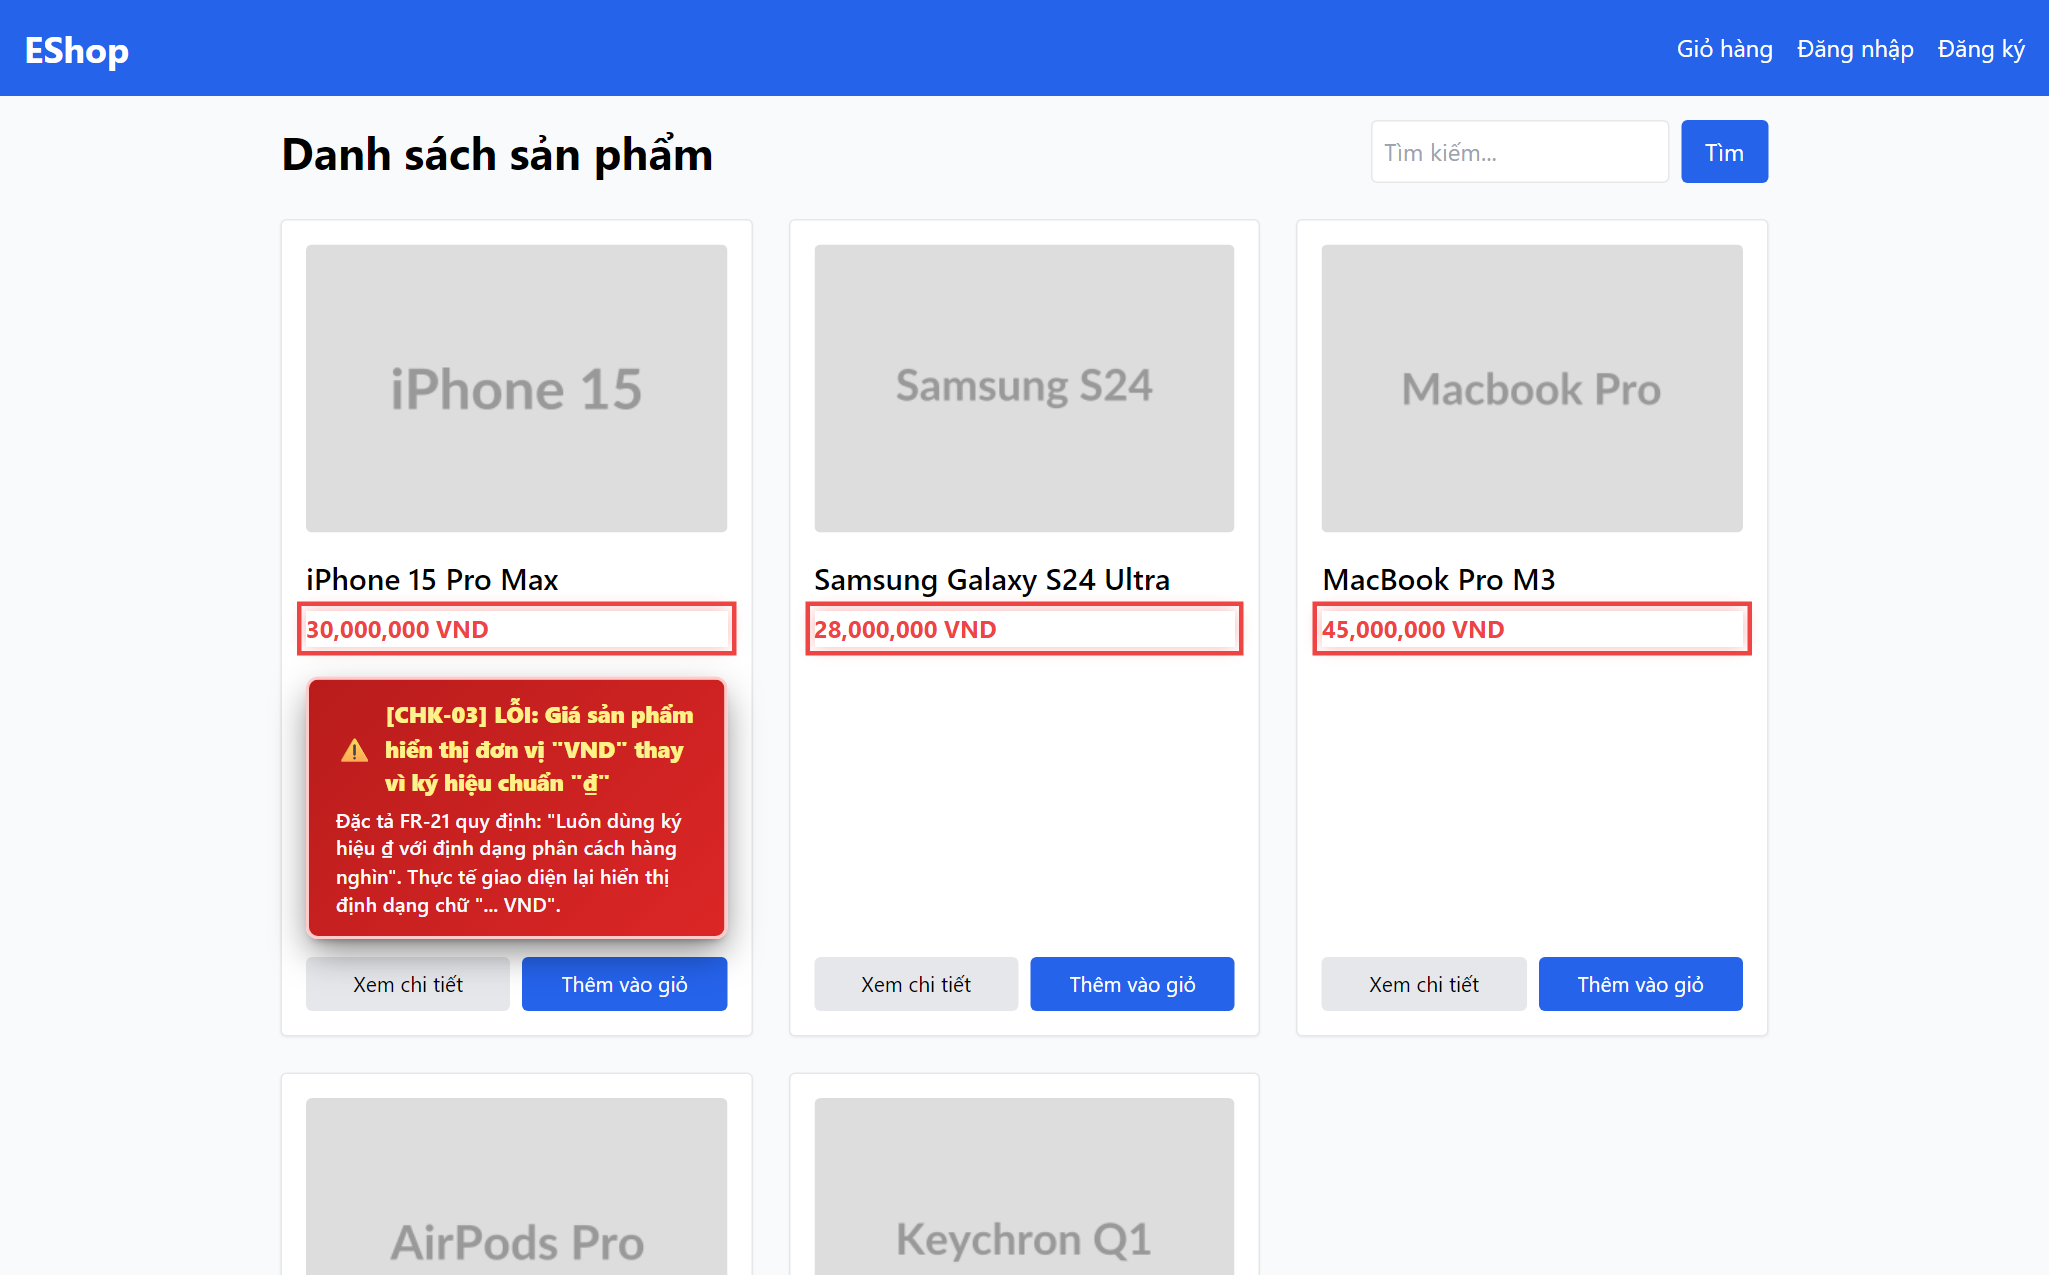 EShop
Giỏ hàng
Đăng nhập
Đăng ký
Danh sách sản phẩm
Tìm kiếm...
Tìm
iPhone 15
Samsung S24
Macbook Pro
iPhone 15 Pro Max
30,000,000 VND
Samsung Galaxy S24 Ultra
28,000,000 VND
MacBook Pro M3
45,000,000 VND
[CHK-03] LỖI: Giá sản phẩm
hiển thị đơn vị "VND" thay
vì ký hiệu chuẩn "₫"
Đặc tả FR-21 quy định: "Luôn dùng ký
hiệu ₫ với định dạng phân cách hàng
nghìn". Thực tế giao diện lại hiển thị
định dạng chữ "... VND".
Xem chi tiết
Thêm vào giỏ
Xem chi tiết
Thêm vào giỏ
Xem chi tiết
Thêm vào giỏ
AirPods Pro
Keychron Q1